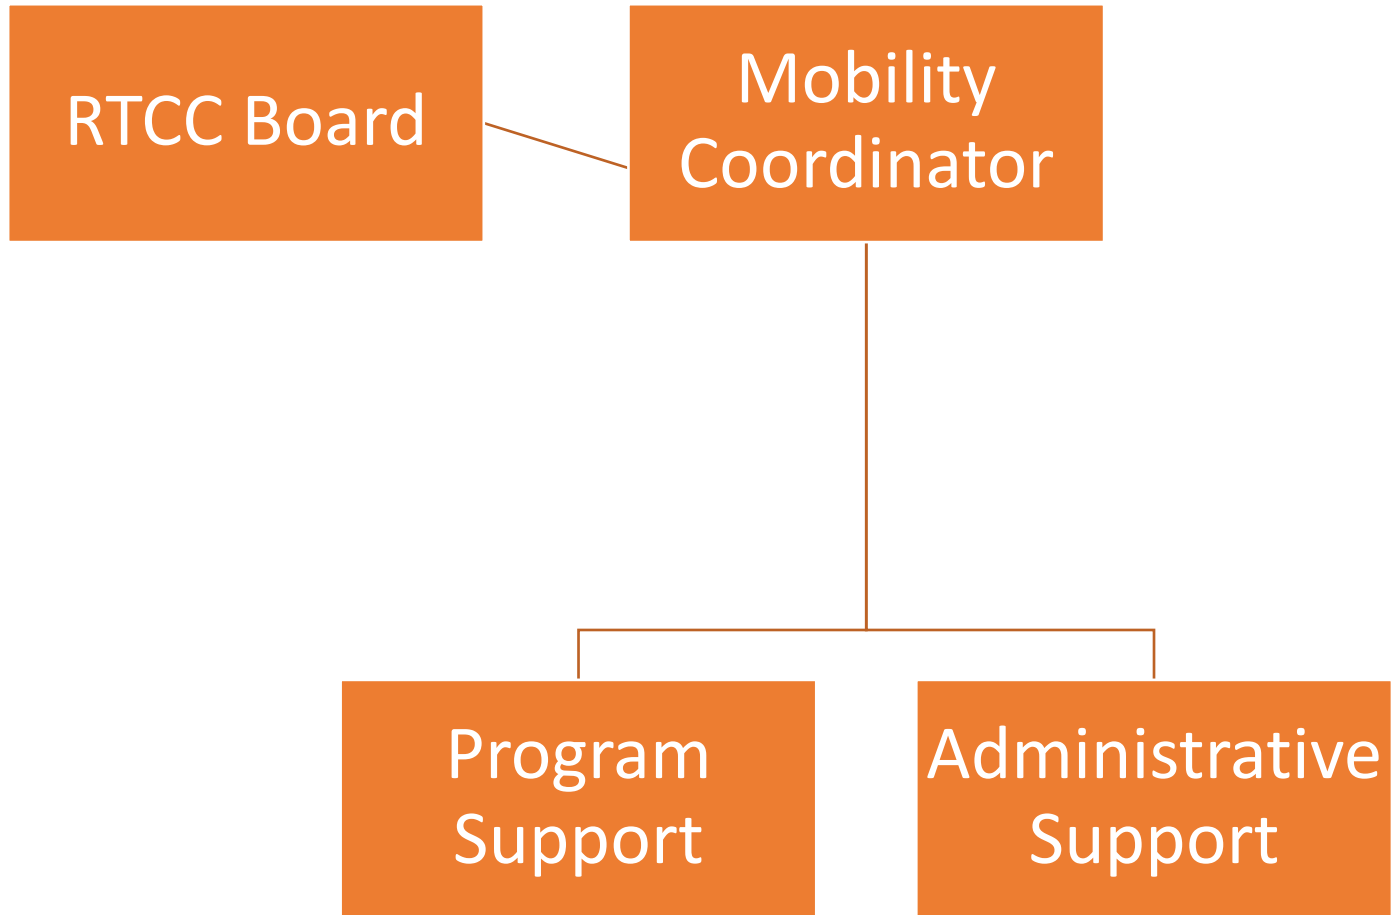 RTCC Board
Mobility
Coordinator
Program
Support
Administrative
Support